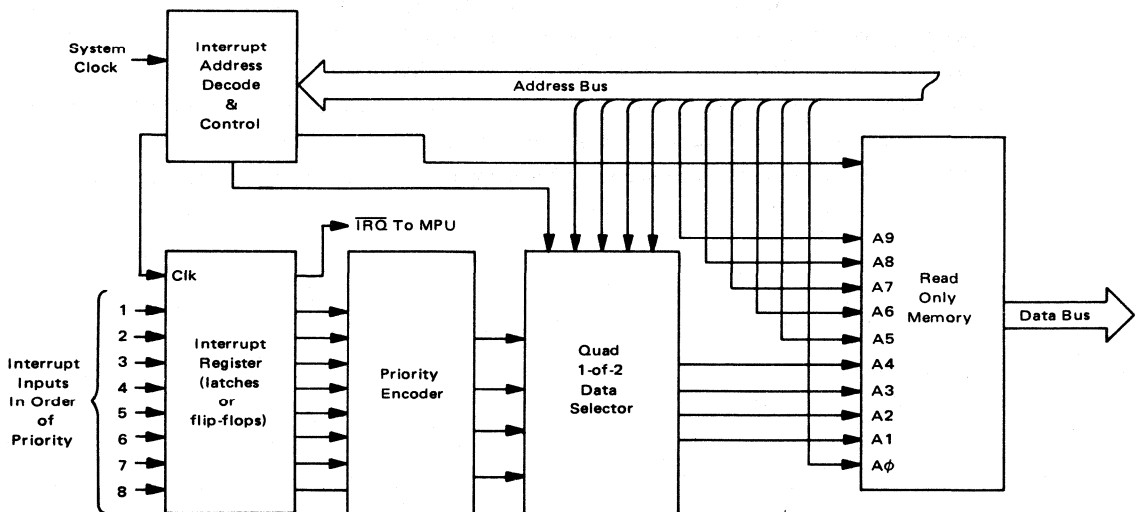 System
Clock
Interrupt
Address
Decode
&
Control
Address Bus
IRQ To MPU
Clk
Interrupt
Inputs
In Order
of
Priority
1
2
3
4
5
6
7
8
Interrupt
Register
(latches
or
flip-flops)
Priority
Encoder
Quad
1-of-2
Data
Selector
A9
A8
A7
A6
A5
A4
A3
A2
A1
Aϕ
Read
Only
Memory
Data Bus